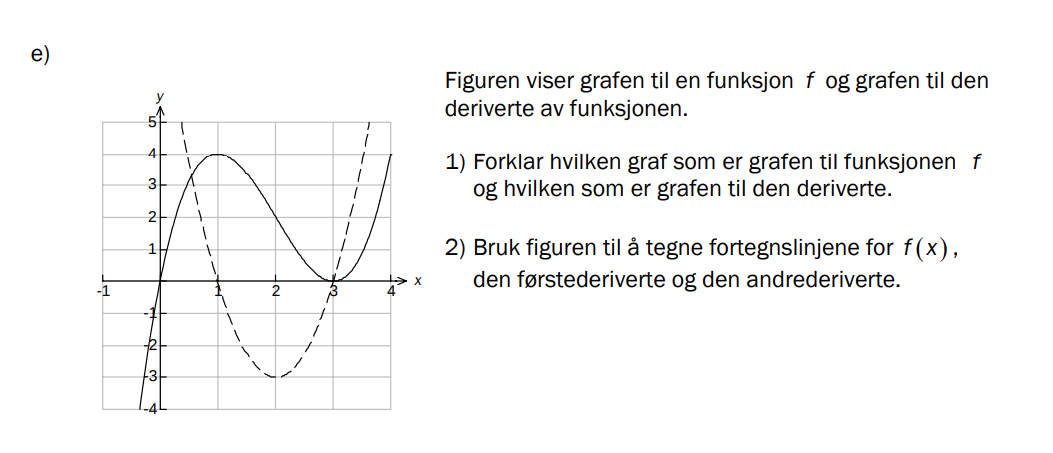 e)
Figuren viser grafen til en funksjon f og grafen til den
deriverte av funksjonen.
1) Forklar hvilken graf som er grafen til funksjonen f
og hvilken som er grafen til den deriverte.
2) Bruk figuren til å tegne fortegnslinjene for f(x),
den førstederiverte og den andrederiverte.
y
5
4
3
2
1
-1 1 2 3 4 x
-1
-2
-3
-4